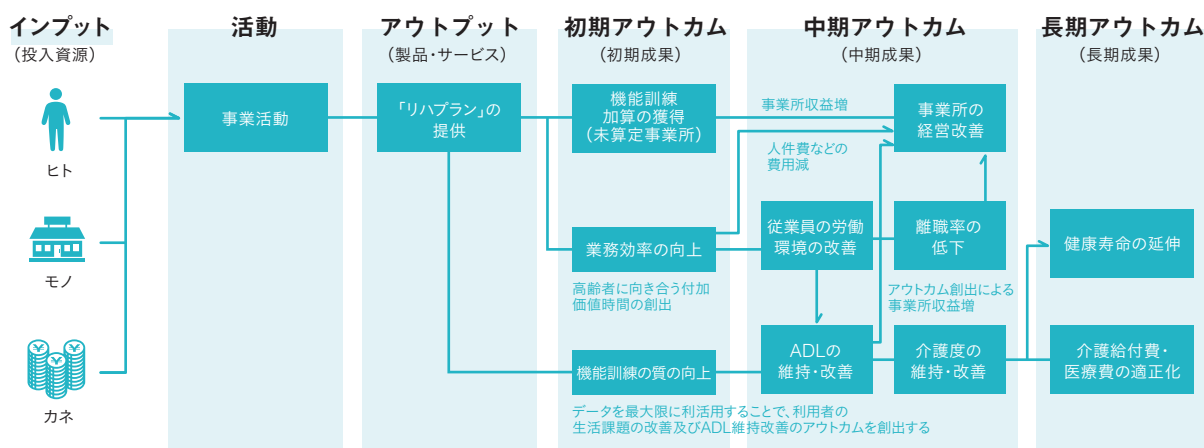 インプット
（投入資源）
ヒト
モノ
¥
¥
¥
カネ
活動
事業活動
アウトプット
（製品・サービス）
「リハプラン」の
提供
初期アウトカム
（初期成果）
機能訓練
加算の獲得
（未算定事業所）
業務効率の向上
高齢者に向き合う付加
価値時間の創出
機能訓練の質の向上
データを最大限に利活用することで、利用者の
生活課題の改善及びADL維持改善のアウトカムを創出する
中期アウトカム
（中期成果）
事業所収益増
人件費などの
費用減
事業所の
経営改善
従業員の労働
環境の改善
離職率の
低下
アウトカム創出による
事業所収益増
ADLの
維持・改善
介護度の
維持・改善
長期アウトカム
（長期成果）
健康寿命の延伸
介護給付費・
医療費の適正化